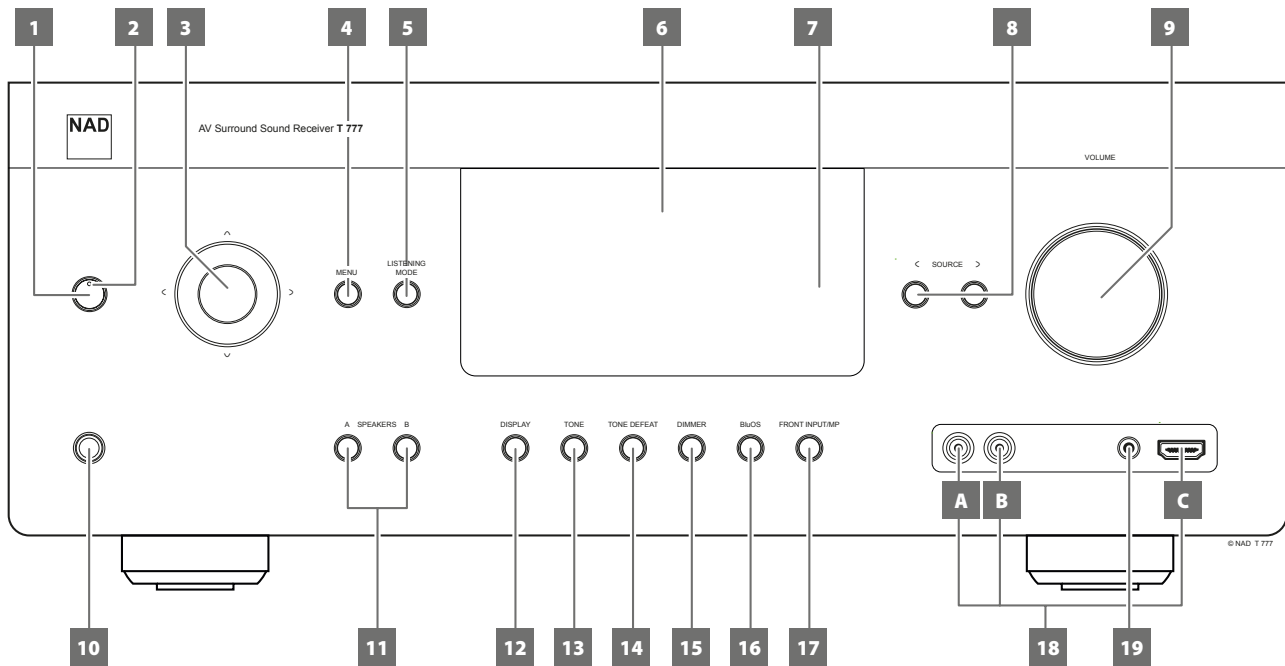 1 2 3 4 5 6 7 8 9
NAD
AV Surround Sound Receiver T 777
VOLUME
MENU
LISTENING
MODE
< SOURCE >
A SPEAKERS B
DISPLAY
TONE
TONE DEFEAT
DIMMER
BluOS
FRONT INPUT/MP
A B C
© NAD T 777
10 11 12 13 14 15 16 17 18 19